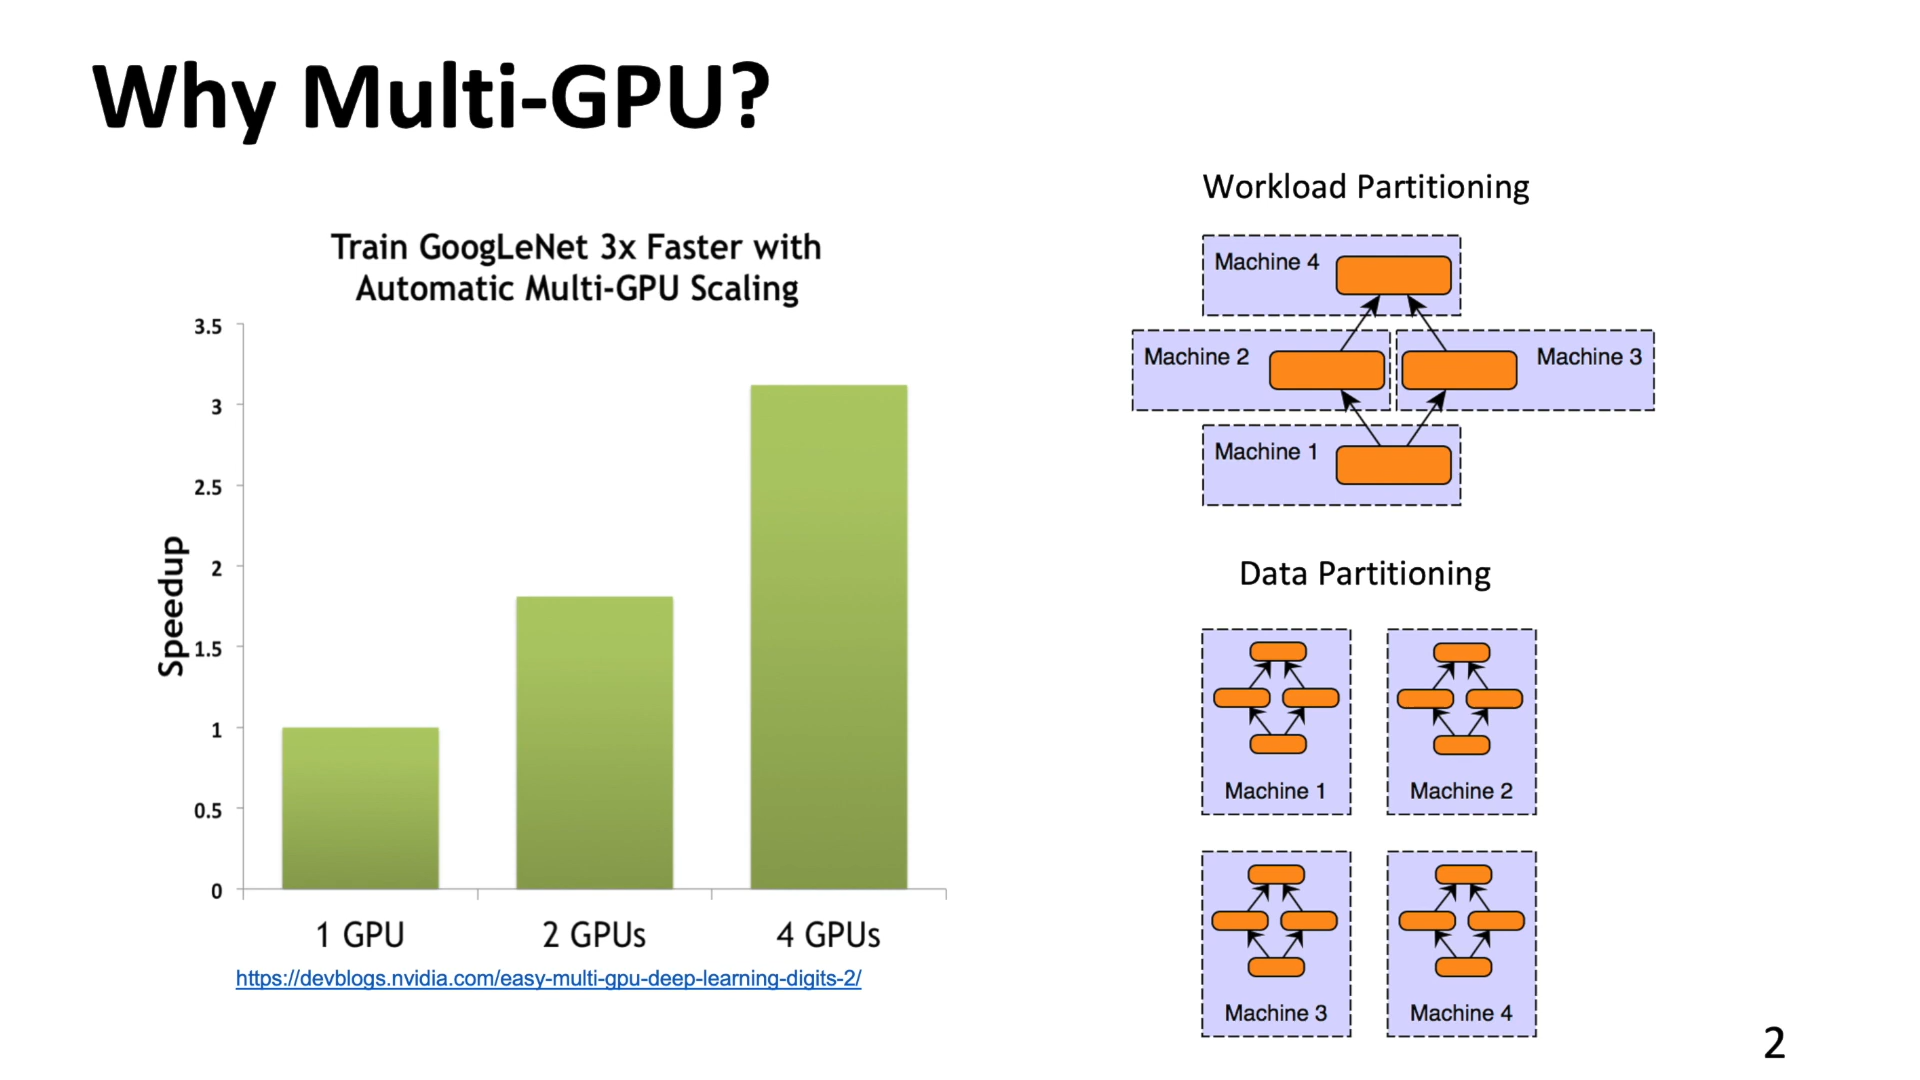 Why Multi-GPU?
Train GoogLeNet 3x Faster with
Automatic Multi-GPU Scaling
3.5
3
2.5
2
1.5
1
0.5
0
Speedup
1 GPU
2 GPUs
4 GPUs
https://devblogs.nvidia.com/easy-multi-gpu-deep-learning-digits-2/
Workload Partitioning
Machine 4
Machine 2
Machine 3
Machine 1
Data Partitioning
Machine 1
Machine 2
Machine 3
Machine 4
2